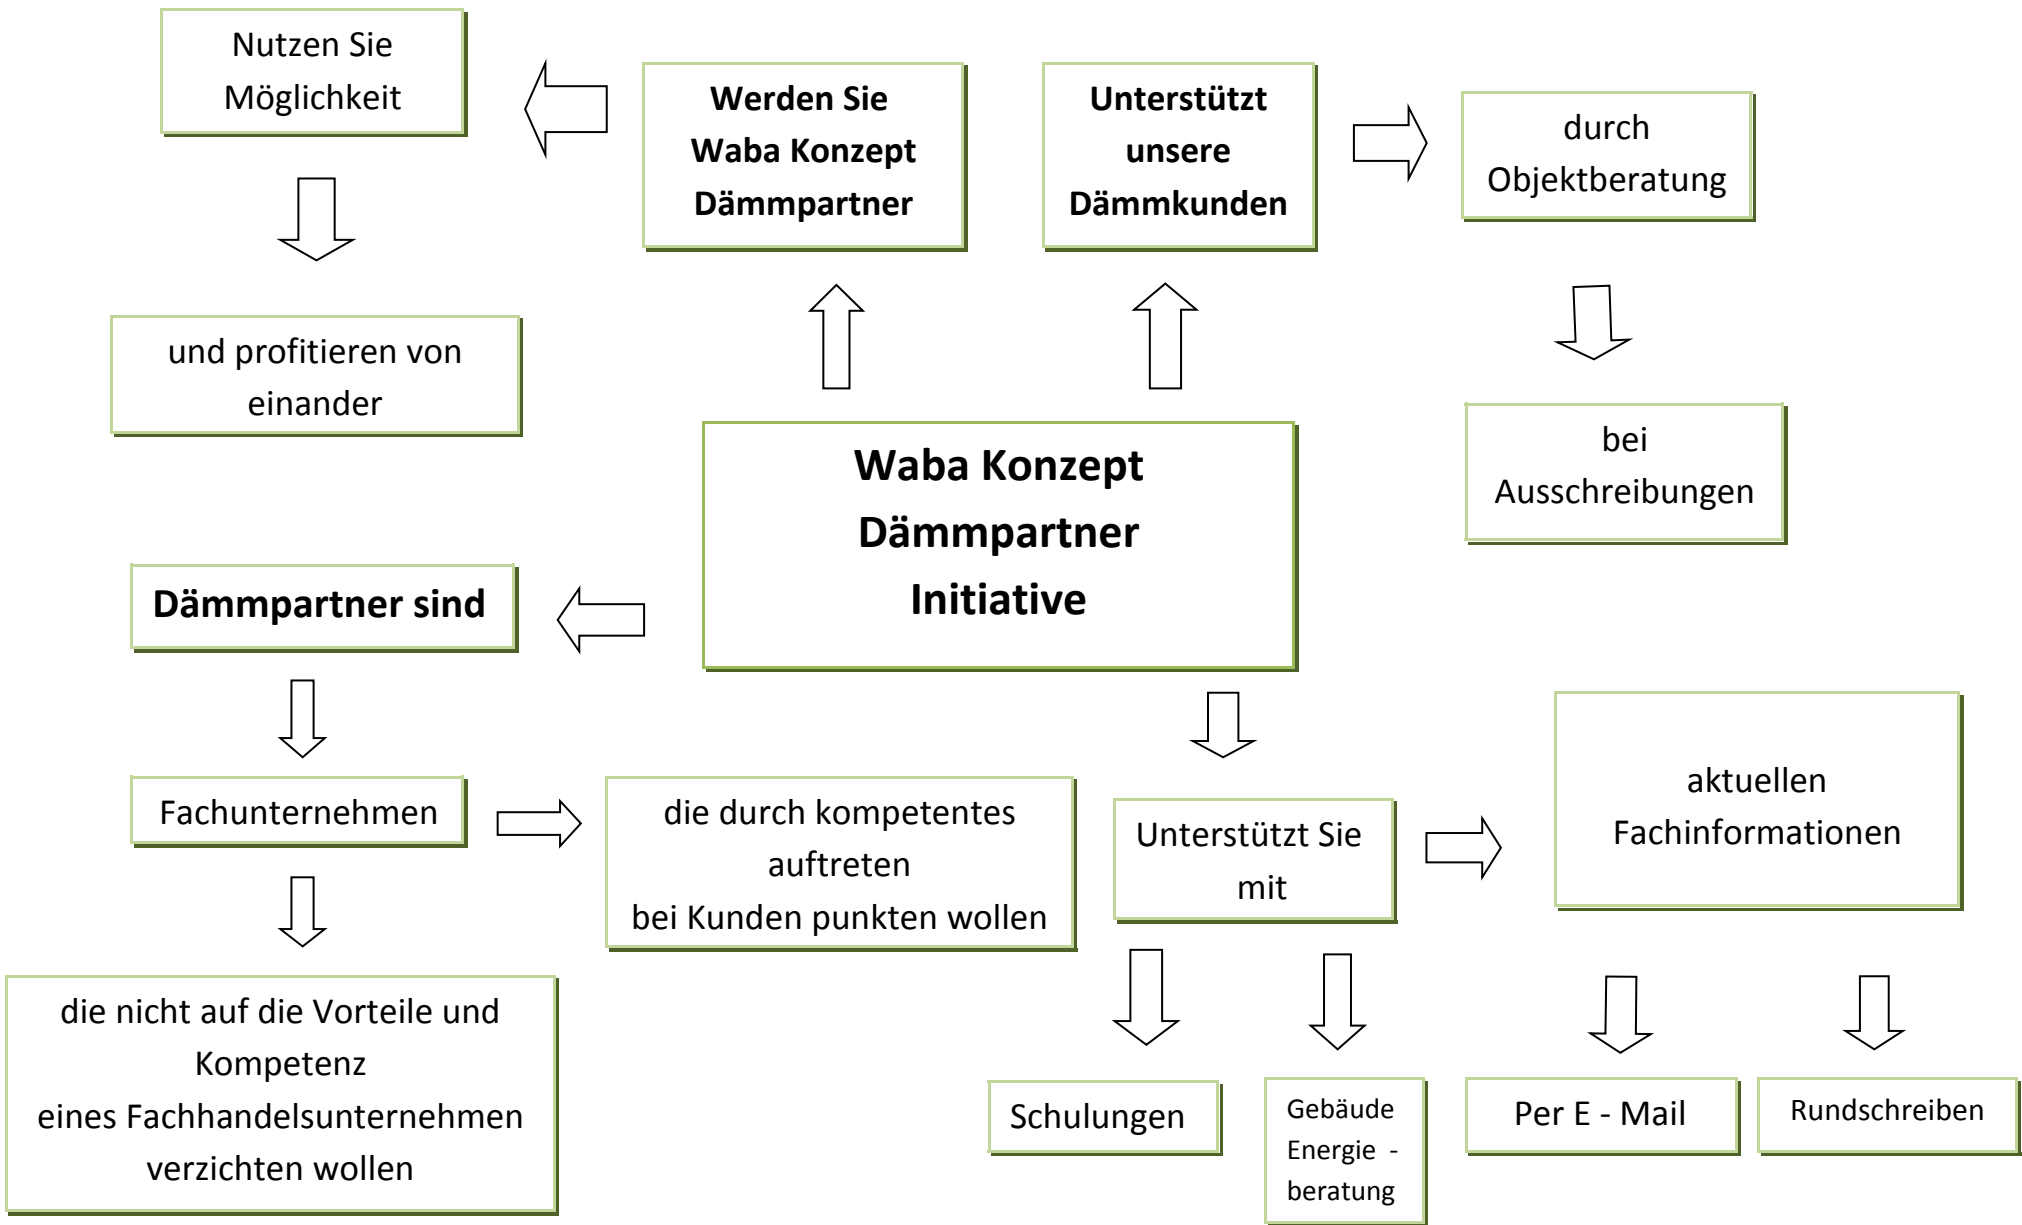 Nutzen Sie
Möglichkeit
Werden Sie
Waba Konzept
Dämmpartner
Unterstützt
unsere
Dämmkunden
durch
Objektberatung
und profitieren von
einander
bei
Ausschreibungen
Waba Konzept
Dämmpartner
Initiative
Dämmpartner sind
Fachunternehmen
die durch kompetentes
auftreten
bei Kunden punkten wollen
Unterstützt Sie
mit
aktuellen
Fachinformationen
die nicht auf die Vorteile und
Kompetenz
eines Fachhandelsunternehmen
verzichten wollen
Schulungen
Gebäude
Energie -
beratung
Per E - Mail
Rundschreiben